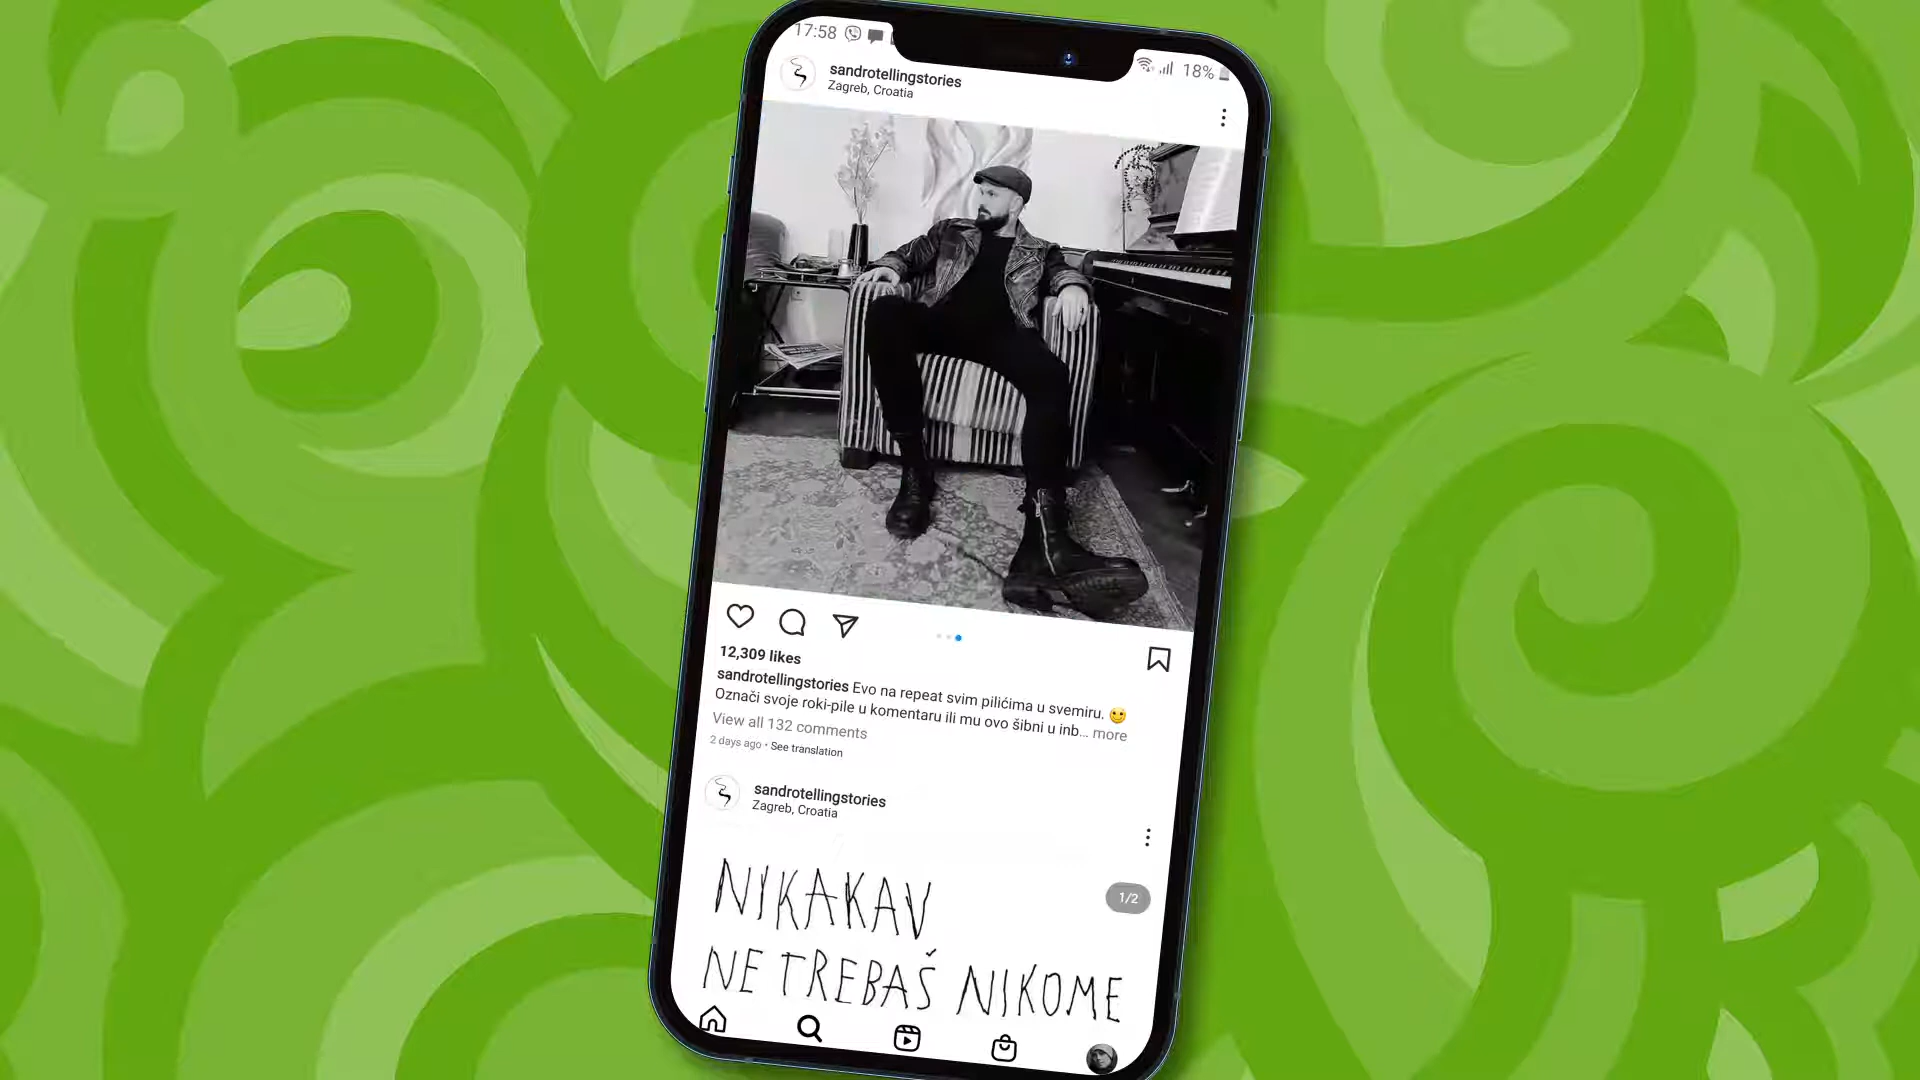 17:58
18%
sandrotellingstories
Zagreb, Croatia
12,309 likes
sandrotellingstories Evo na repeat svim pilićima u svemiru. 🙂
Označi svoje roki-pile u komentaru ili mu ovo šibni u inb... more
View all 132 comments
2 days ago • See translation
sandrotellingstories
Zagreb, Croatia
1/2
NIKAKAV
NE TREBAŠ NIKOME